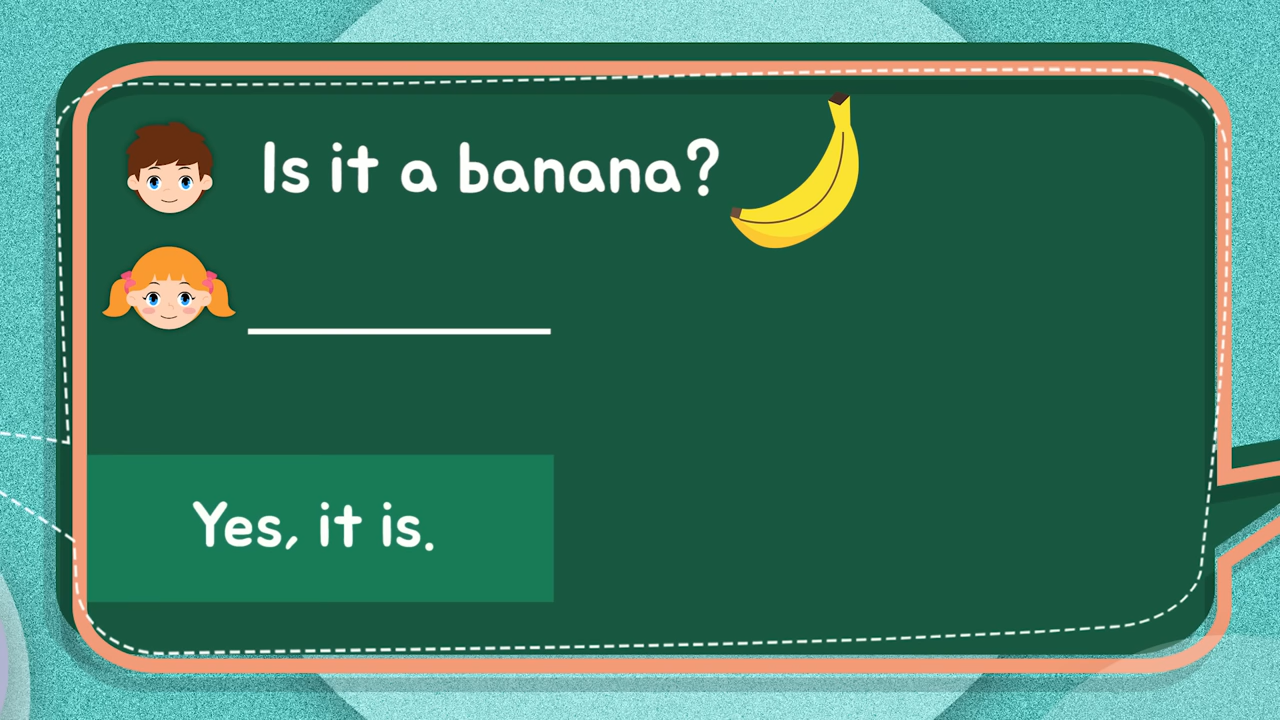 Is it a banana?
Yes, it is.